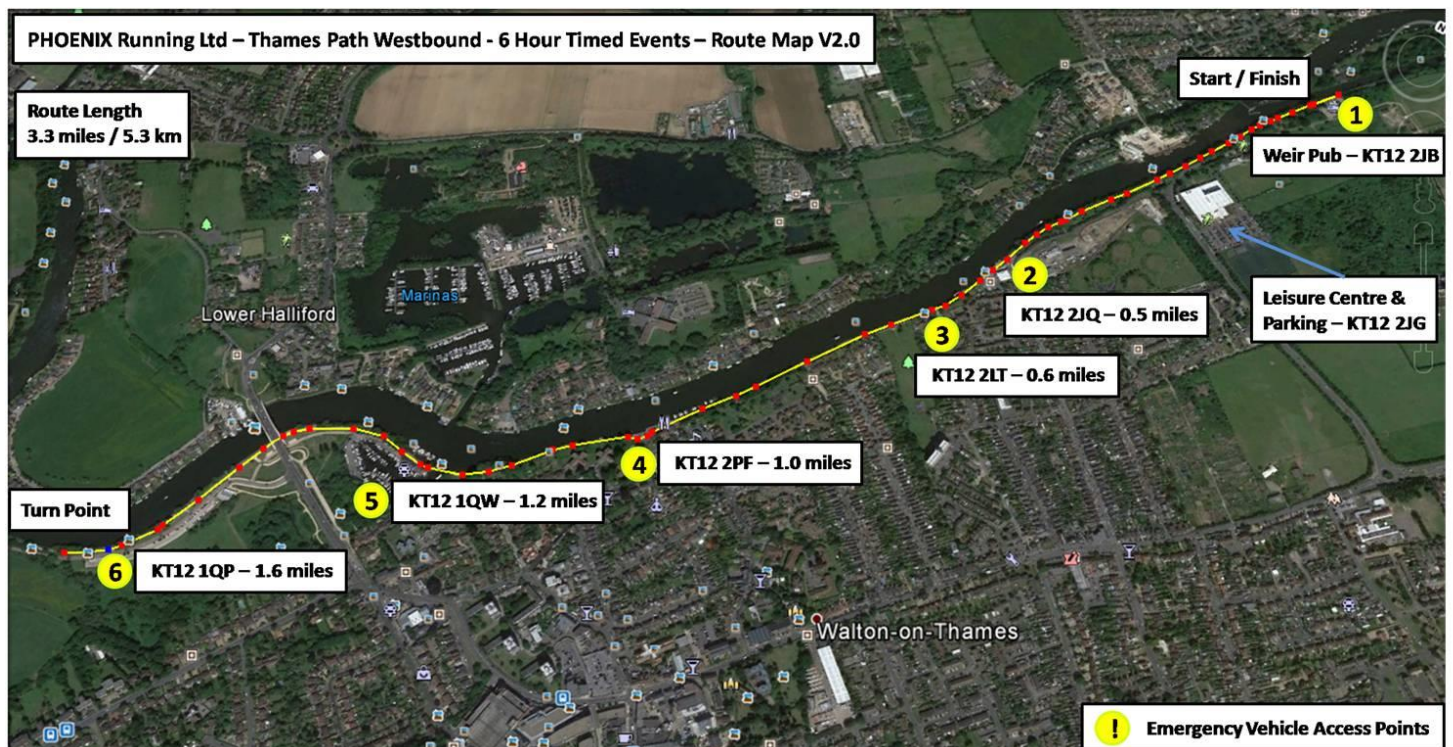 PHOENIX Running Ltd – Thames Path Westbound - 6 Hour Timed Events – Route Map V2.0
Start / Finish
Route Length
3.3 miles / 5.3 km
1
Weir Pub – KT12 2JB
2
Marinas
Lower Halliford
KT12 2JQ – 0.5 miles
Leisure Centre &
Parking – KT12 2JG
3
KT12 2LT – 0.6 miles
4
KT12 2PF – 1.0 miles
5
KT12 1QW – 1.2 miles
Turn Point
6
KT12 1QP – 1.6 miles
Walton-on-Thames
! Emergency Vehicle Access Points